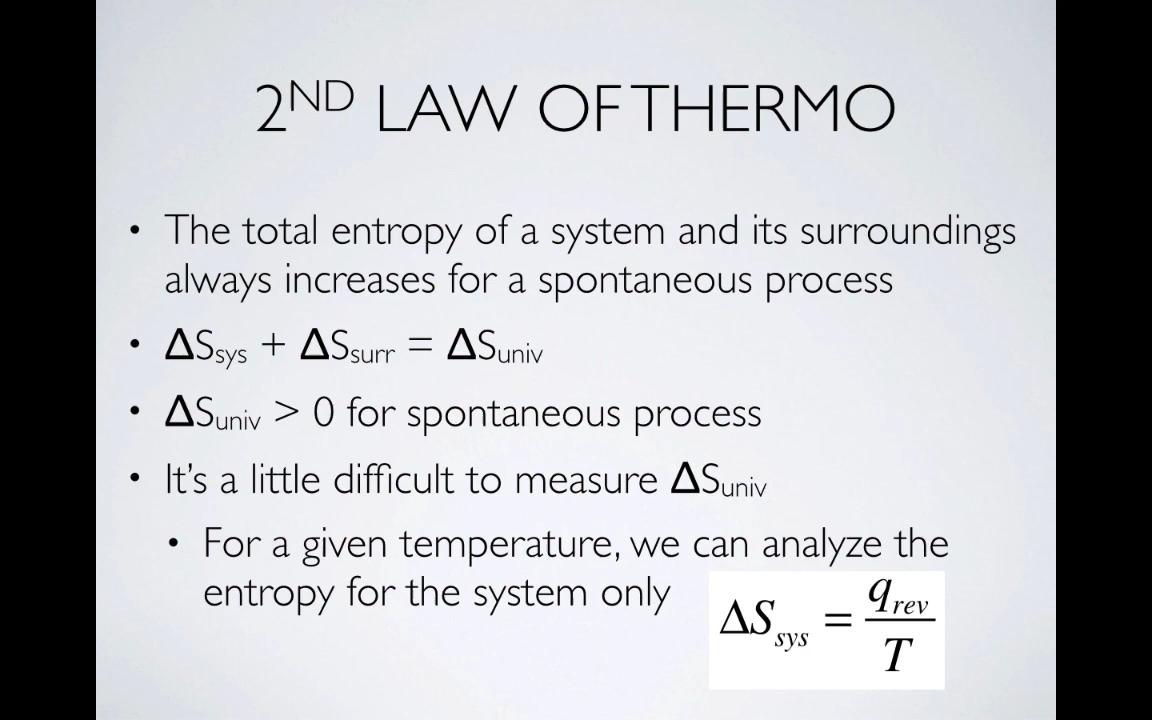 2ND LAW OF THERMO
• The total entropy of a system and its surroundings
always increases for a spontaneous process
• ΔSsys + ΔSsurr = ΔSuniv
• ΔSuniv > 0 for spontaneous process
• It's a little difficult to measure ΔSuniv
• For a given temperature, we can analyze the
entropy for the system only
ΔSsys = qrev / T